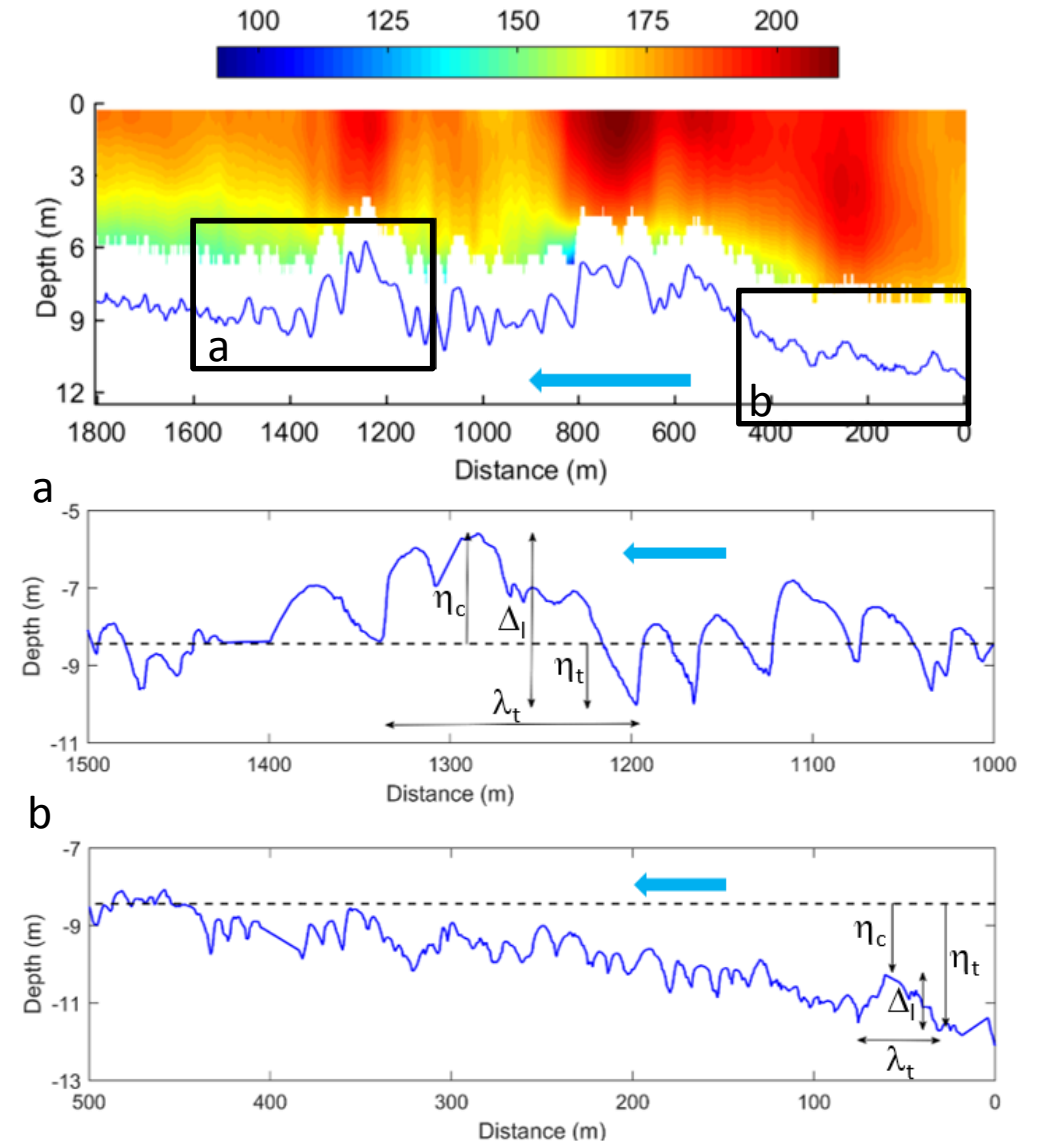 100 125 150 175 200
0
3
6
9
12
Depth (m)
a
b
1800 1600 1400 1200 1000 800 600 400 200 0
Distance (m)
a
-5
-7
-9
-11
Depth (m)
ηc
Δl
ηt
λt
1500 1400 1300 1200 1100 1000
Distance (m)
b
-7
-9
-11
-13
Depth (m)
ηc
ηt
Δl
λt
500 400 300 200 100 0
Distance (m)